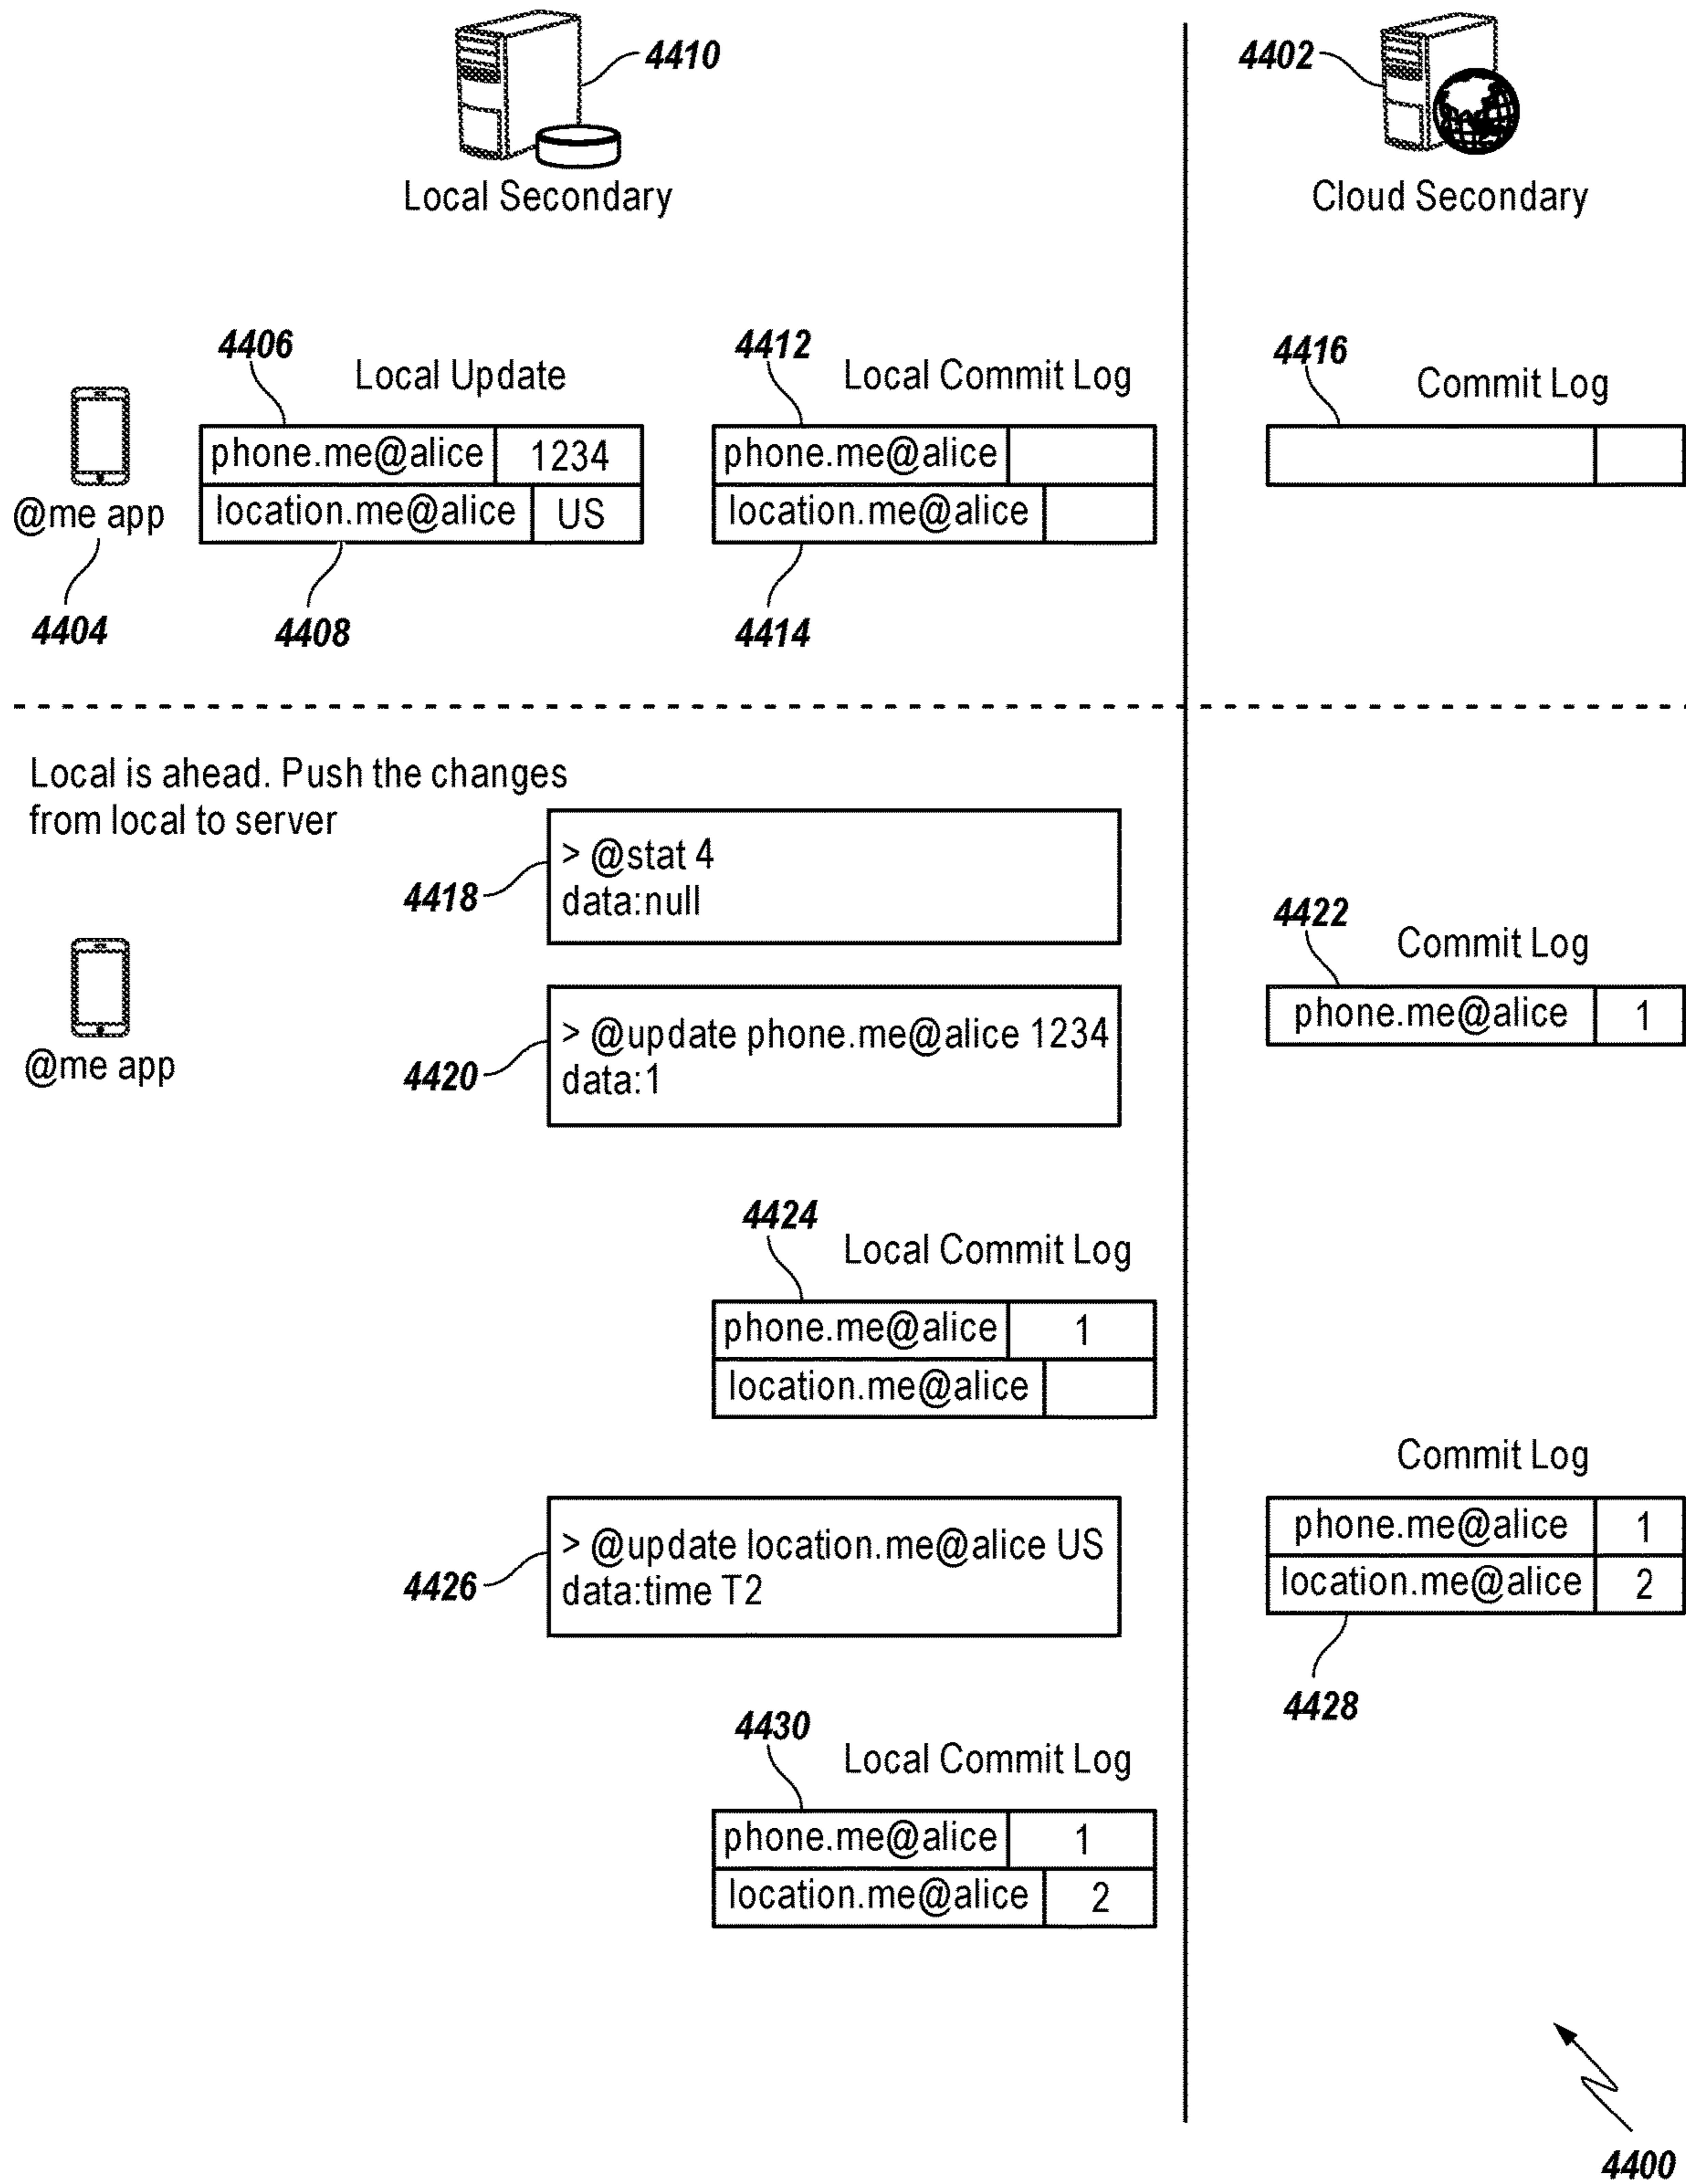 4410
4402
Local Secondary
Cloud Secondary
4406
Local Update
4412
Local Commit Log
4416
Commit Log
phone.me@alice 1234
phone.me@alice
@me app
location.me@alice US
location.me@alice
4404
4408
4414
Local is ahead. Push the changes
from local to server
> @stat 4
data:null
4418
4422
Commit Log
phone.me@alice 1
> @update phone.me@alice 1234
data:1
4420
@me app
4424
Local Commit Log
phone.me@alice 1
location.me@alice
Commit Log
phone.me@alice 1
location.me@alice 2
> @update location.me@alice US
data:time T2
4426
4428
4430
Local Commit Log
phone.me@alice 1
location.me@alice 2
4400